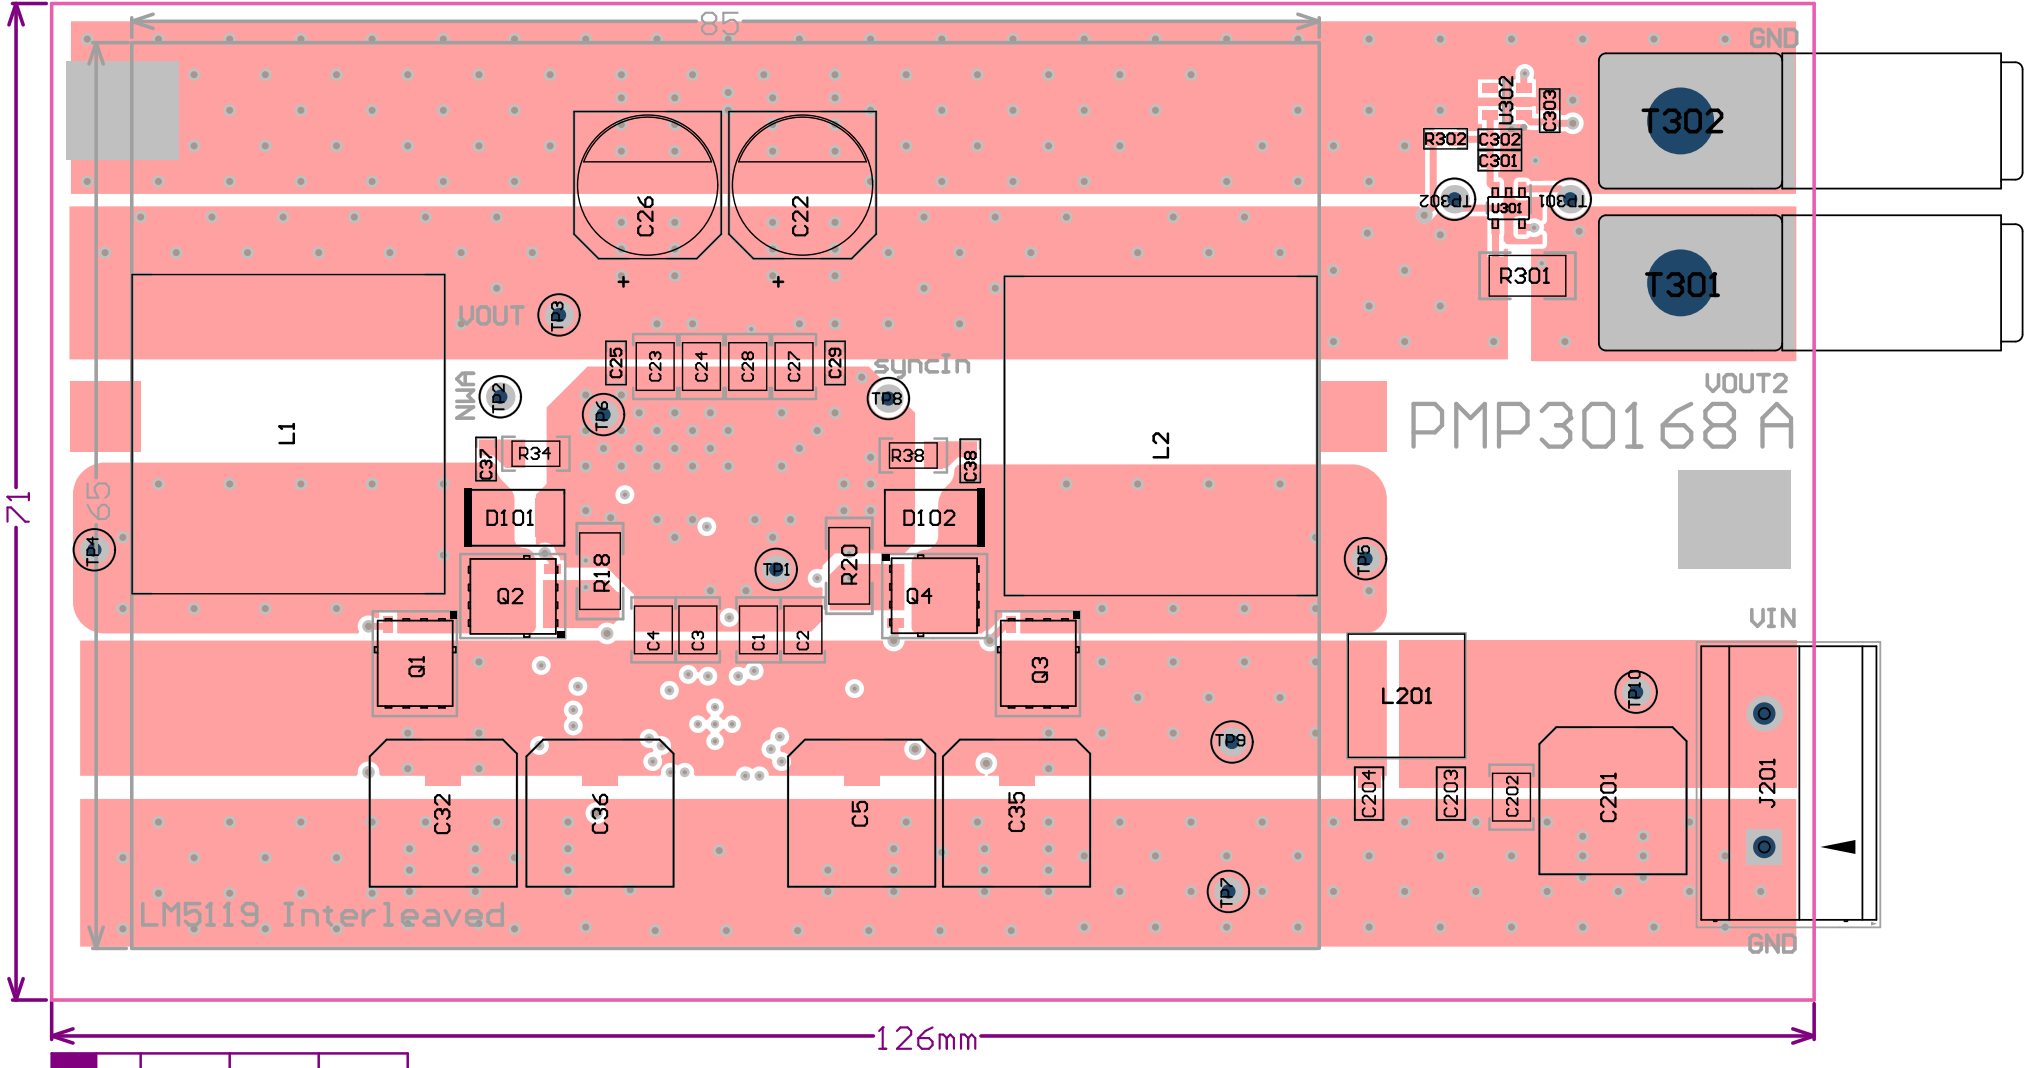 85
GND
U302
C303
T302
R302
C302
C301
C26
C22
TP302
U301
TP301
+
+
R301
T301
VOUT
TP3
C25
C23
C24
C28
C27
C29
syncIn
VOUT2
NWA
TP2
TP6
TP8
PMP30168 A
L1
L2
C37
R34
R38
C38
71
65
D101
D102
TP4
R18
TP1
R20
TP5
Q2
Q4
VIN
C4
C3
C1
C2
Q1
Q3
L201
TP10
TP9
C32
C36
C5
C35
C204
C203
C202
C201
J201
TP7
LM5119 Interleaved
GND
126mm